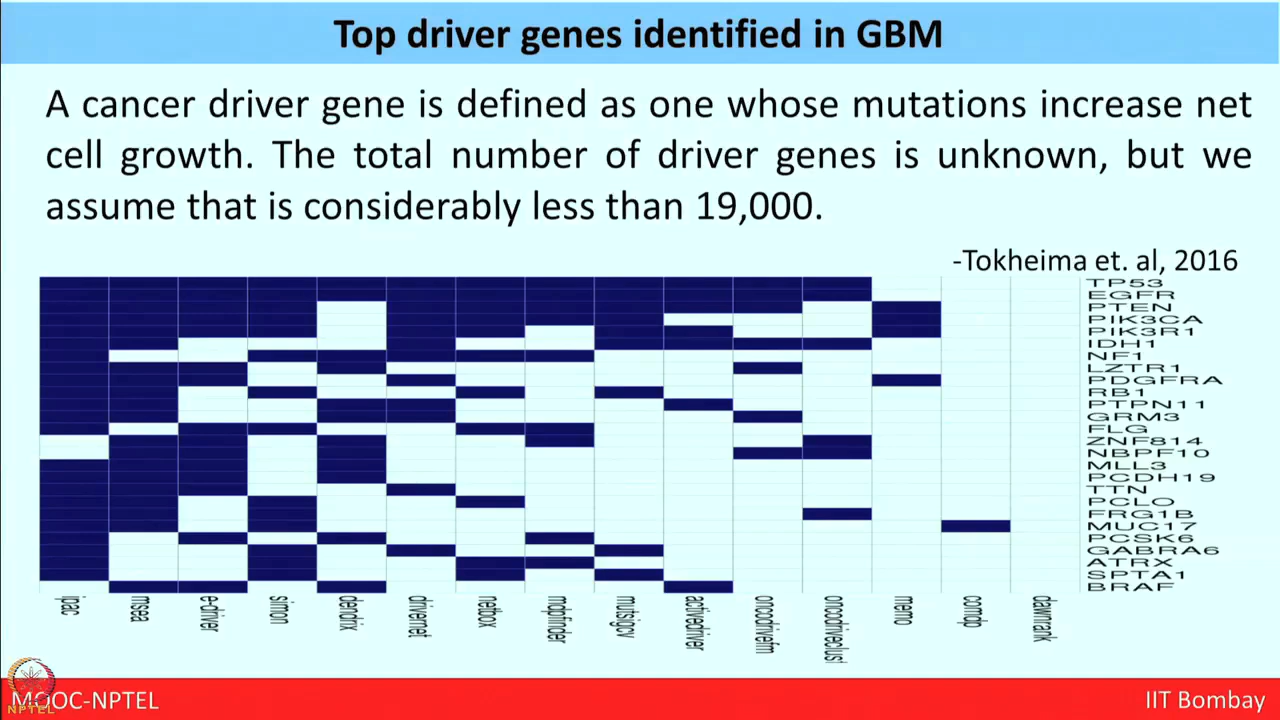 Top driver genes identified in GBM
A cancer driver gene is defined as one whose mutations increase net
cell growth. The total number of driver genes is unknown, but we
assume that is considerably less than 19,000.
-Tokheima et. al, 2016
TP53
EGFR
PTEN
PIK3CA
PIK3R1
IDH1
NF1
LZTR1
PDGFRA
RB1
PTPN11
GRM3
FLG
ZNF814
NBPF10
MLL3
PCDH19
TTN
PCLO
FRG1B
MUC17
PCSK6
GABRA6
ATRX
SPTA1
BRAF
ipac
msea
e-driver
simon
dendrix
drivernet
netbox
mdpfinder
mutsigcv
activedriver
oncodrivefm
oncodriveclust
memo
comdp
dawnrank
MOOC-NPTEL
NPTEL
IIT Bombay